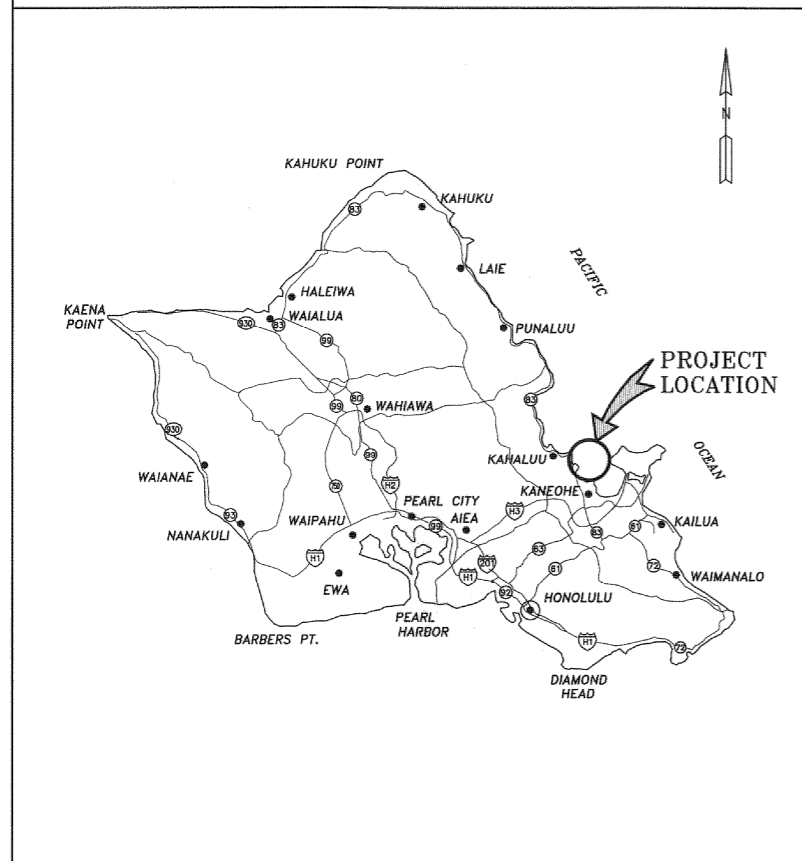 N
KAHUKU POINT
83
KAHUKU
PACIFIC
LAIE
HALEIWA
KAENA
POINT
930
WAIALUA
83
PUNALUU
99
PROJECT
LOCATION
80
99
WAHIAWA
83
930
OCEAN
99
KAHALUU
WAIANAE
H2
KANEOHE
93
PEARL CITY
H3
NANAKULI
WAIPAHU
99
AIEA
83
61
KAILUA
63
H1
201
H1
61
72
WAIMANALO
EWA
92
HONOLULU
PEARL
HARBOR
BARBERS PT.
H1
72
DIAMOND
HEAD